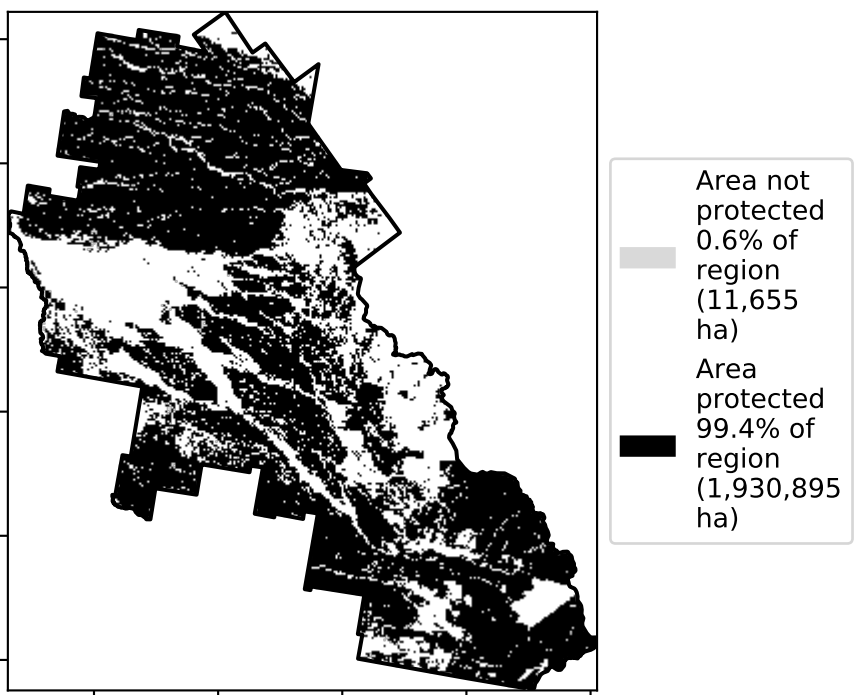 Area not
protected
0.6% of
region
(11,655
ha)
Area
protected
99.4% of
region
(1,930,895
ha)